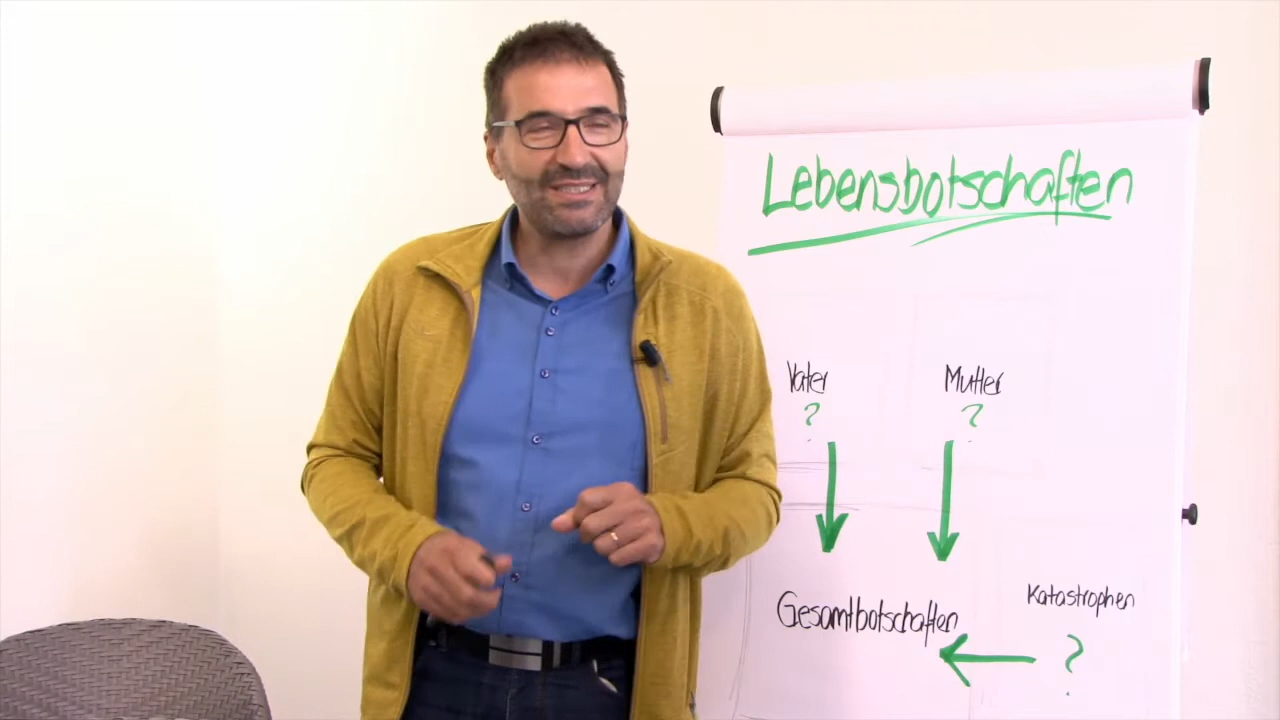 Lebensbotschaften
Vater Mutter
? ?
Katastrophen
Gesamtbotschaften
?